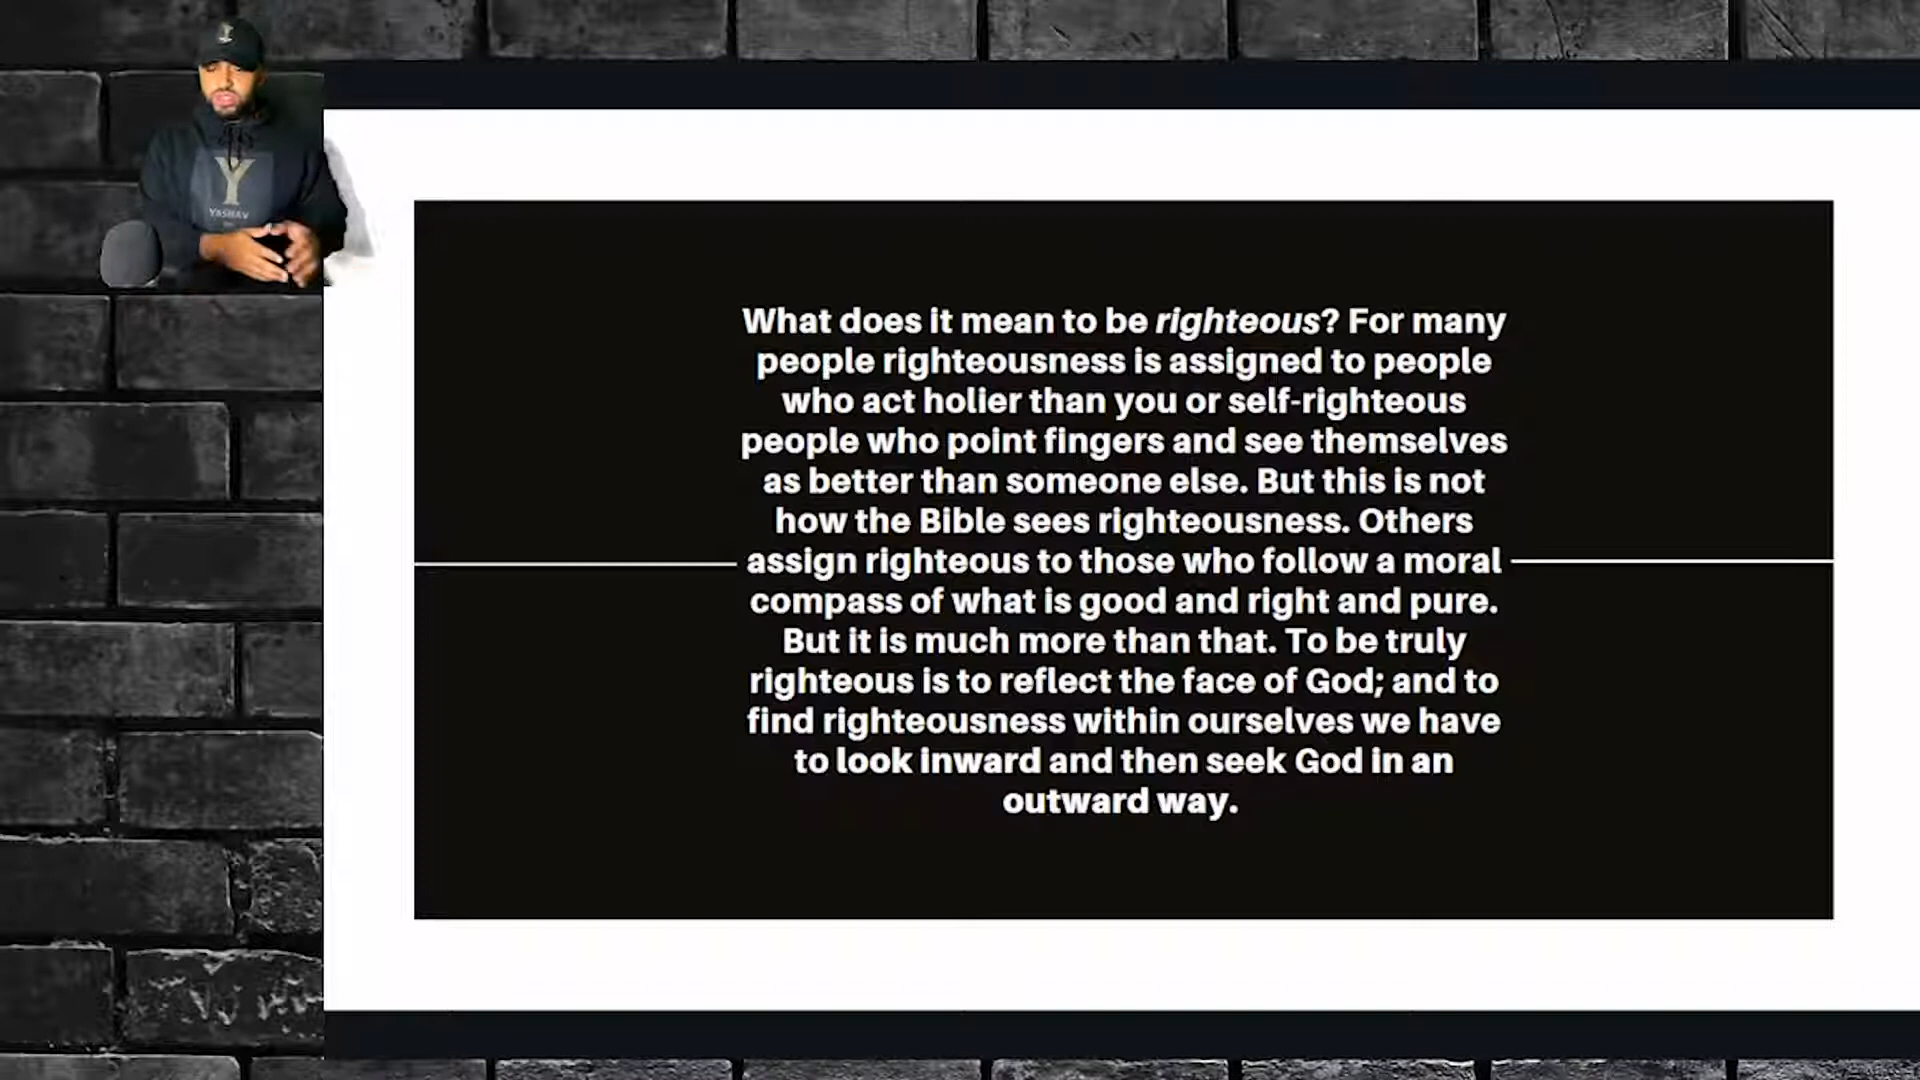 Y
YASHAY
What does it mean to be righteous? For many
people righteousness is assigned to people
who act holier than you or self-righteous
people who point fingers and see themselves
as better than someone else. But this is not
how the Bible sees righteousness. Others
assign righteous to those who follow a moral
compass of what is good and right and pure.
But it is much more than that. To be truly
righteous is to reflect the face of God; and to
find righteousness within ourselves we have
to look inward and then seek God in an
outward way.